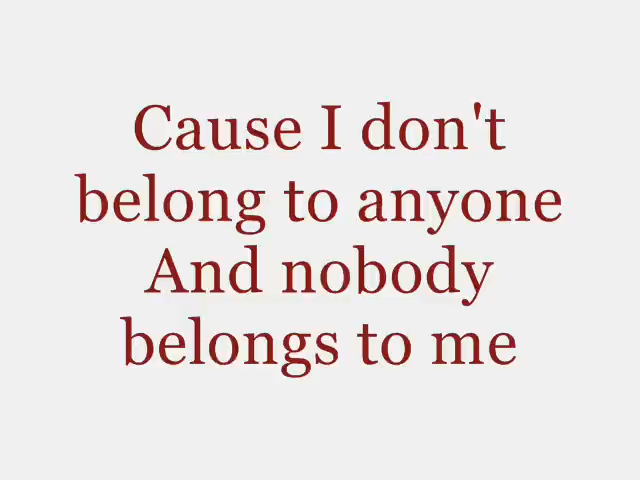 Cause I don't
belong to anyone
And nobody
belongs to me